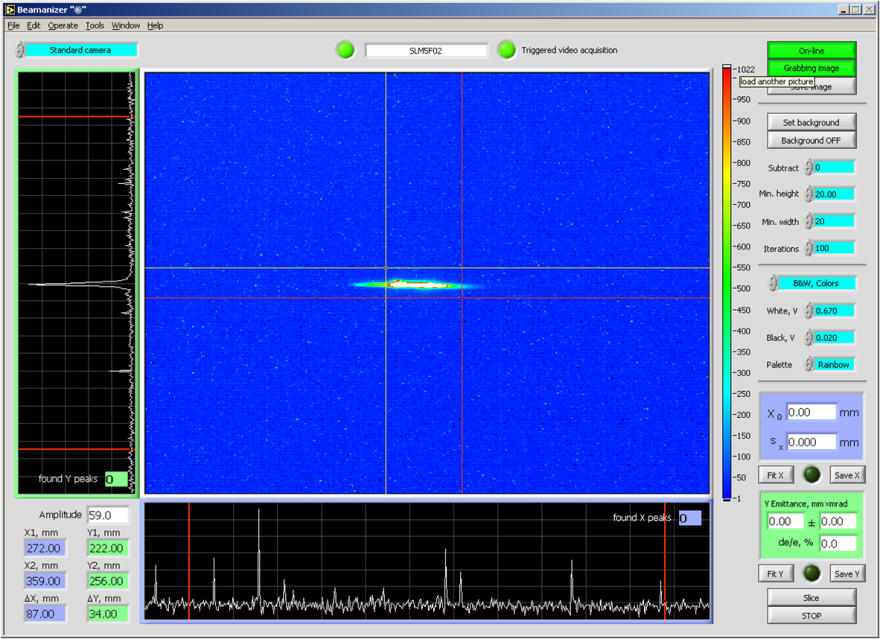 Beamanizer "®"
File Edit Operate Tools Window Help
Standard camera
SLM5F02
Triggered video acquisition
On-line
Grabbing image
load another picture
Save image
Set background
Background OFF
Subtract 0
Min. height 20.00
Min. width 20
Iterations 100
B&W, Colors
White, V 0.670
Black, V 0.020
Palette Rainbow
1022
950
900
850
800
750
700
650
600
550
500
450
400
350
300
250
200
150
100
50
1
X0 0.00 mm
sx 0.000 mm
Fit X Save X
Y Emittance, mm×mrad
0.00 ± 0.00
de/e, % 0.0
Fit Y Save Y
Slice
STOP
found Y peaks 0
found X peaks 0
Amplitude 59.0
X1, mm Y1, mm
272.00 222.00
X2, mm Y2, mm
359.00 256.00
ΔX, mm ΔY, mm
87.00 34.00